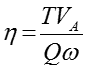 η = TV_A / Qω